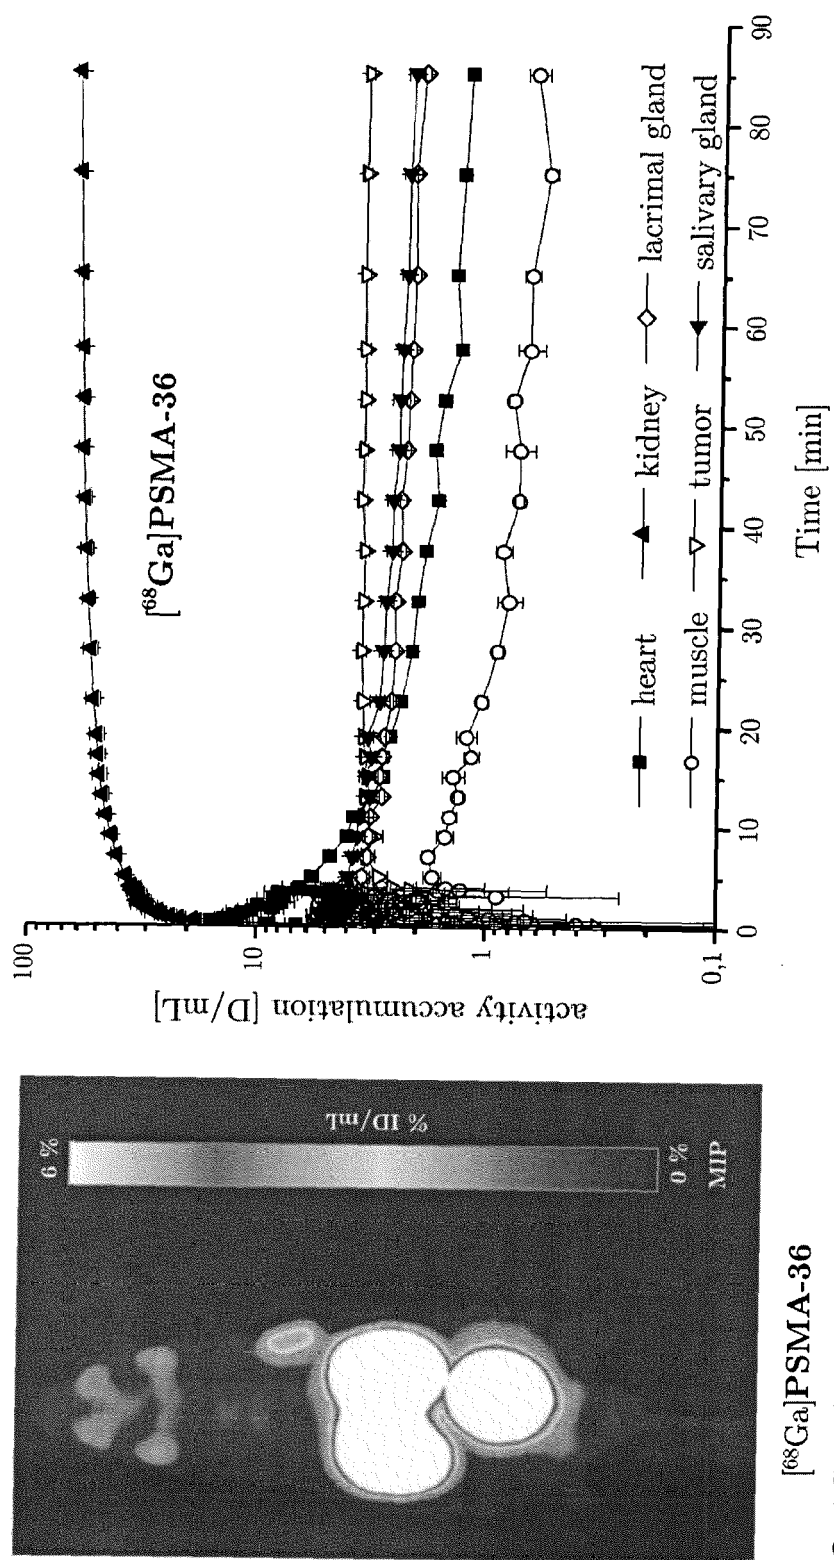 6 %
% ID/mL
0 %
MIP
[⁶⁸Ga]PSMA-36
activity accumulation [D/mL]
100
10
1
0,1
[⁶⁸Ga]PSMA-36
heart
kidney
lacrimal gland
muscle
tumor
salivary gland
0
10
20
30
40
50
60
70
80
90
Time [min]